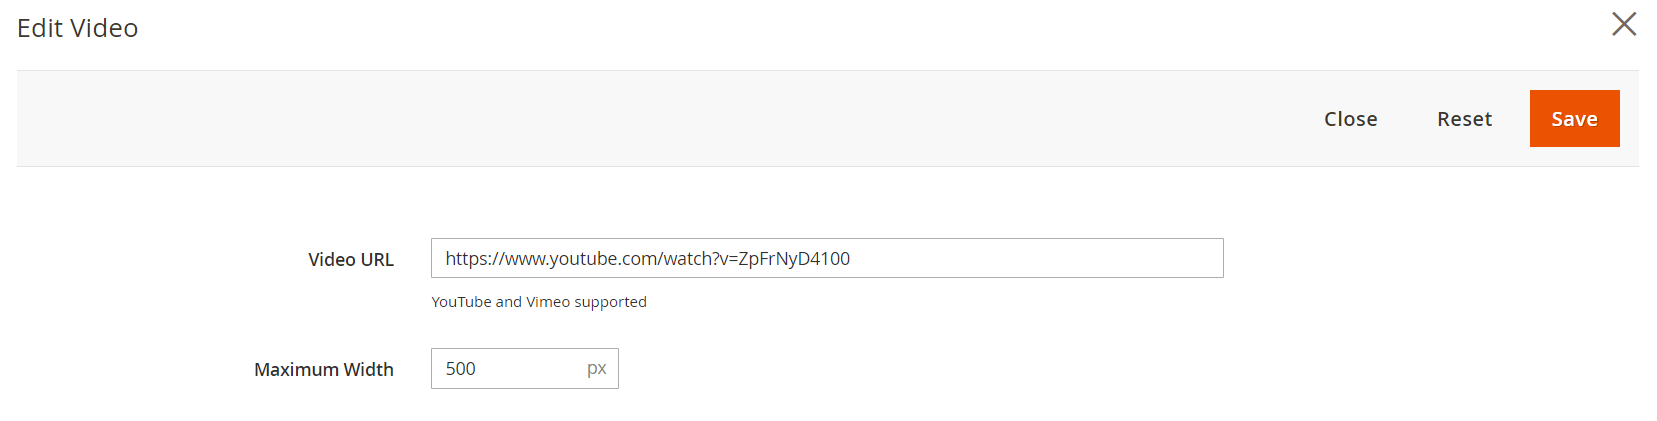 Edit Video
Close Reset Save
Video URL https://www.youtube.com/watch?v=ZpFrNyD4100
YouTube and Vimeo supported
Maximum Width 500 px